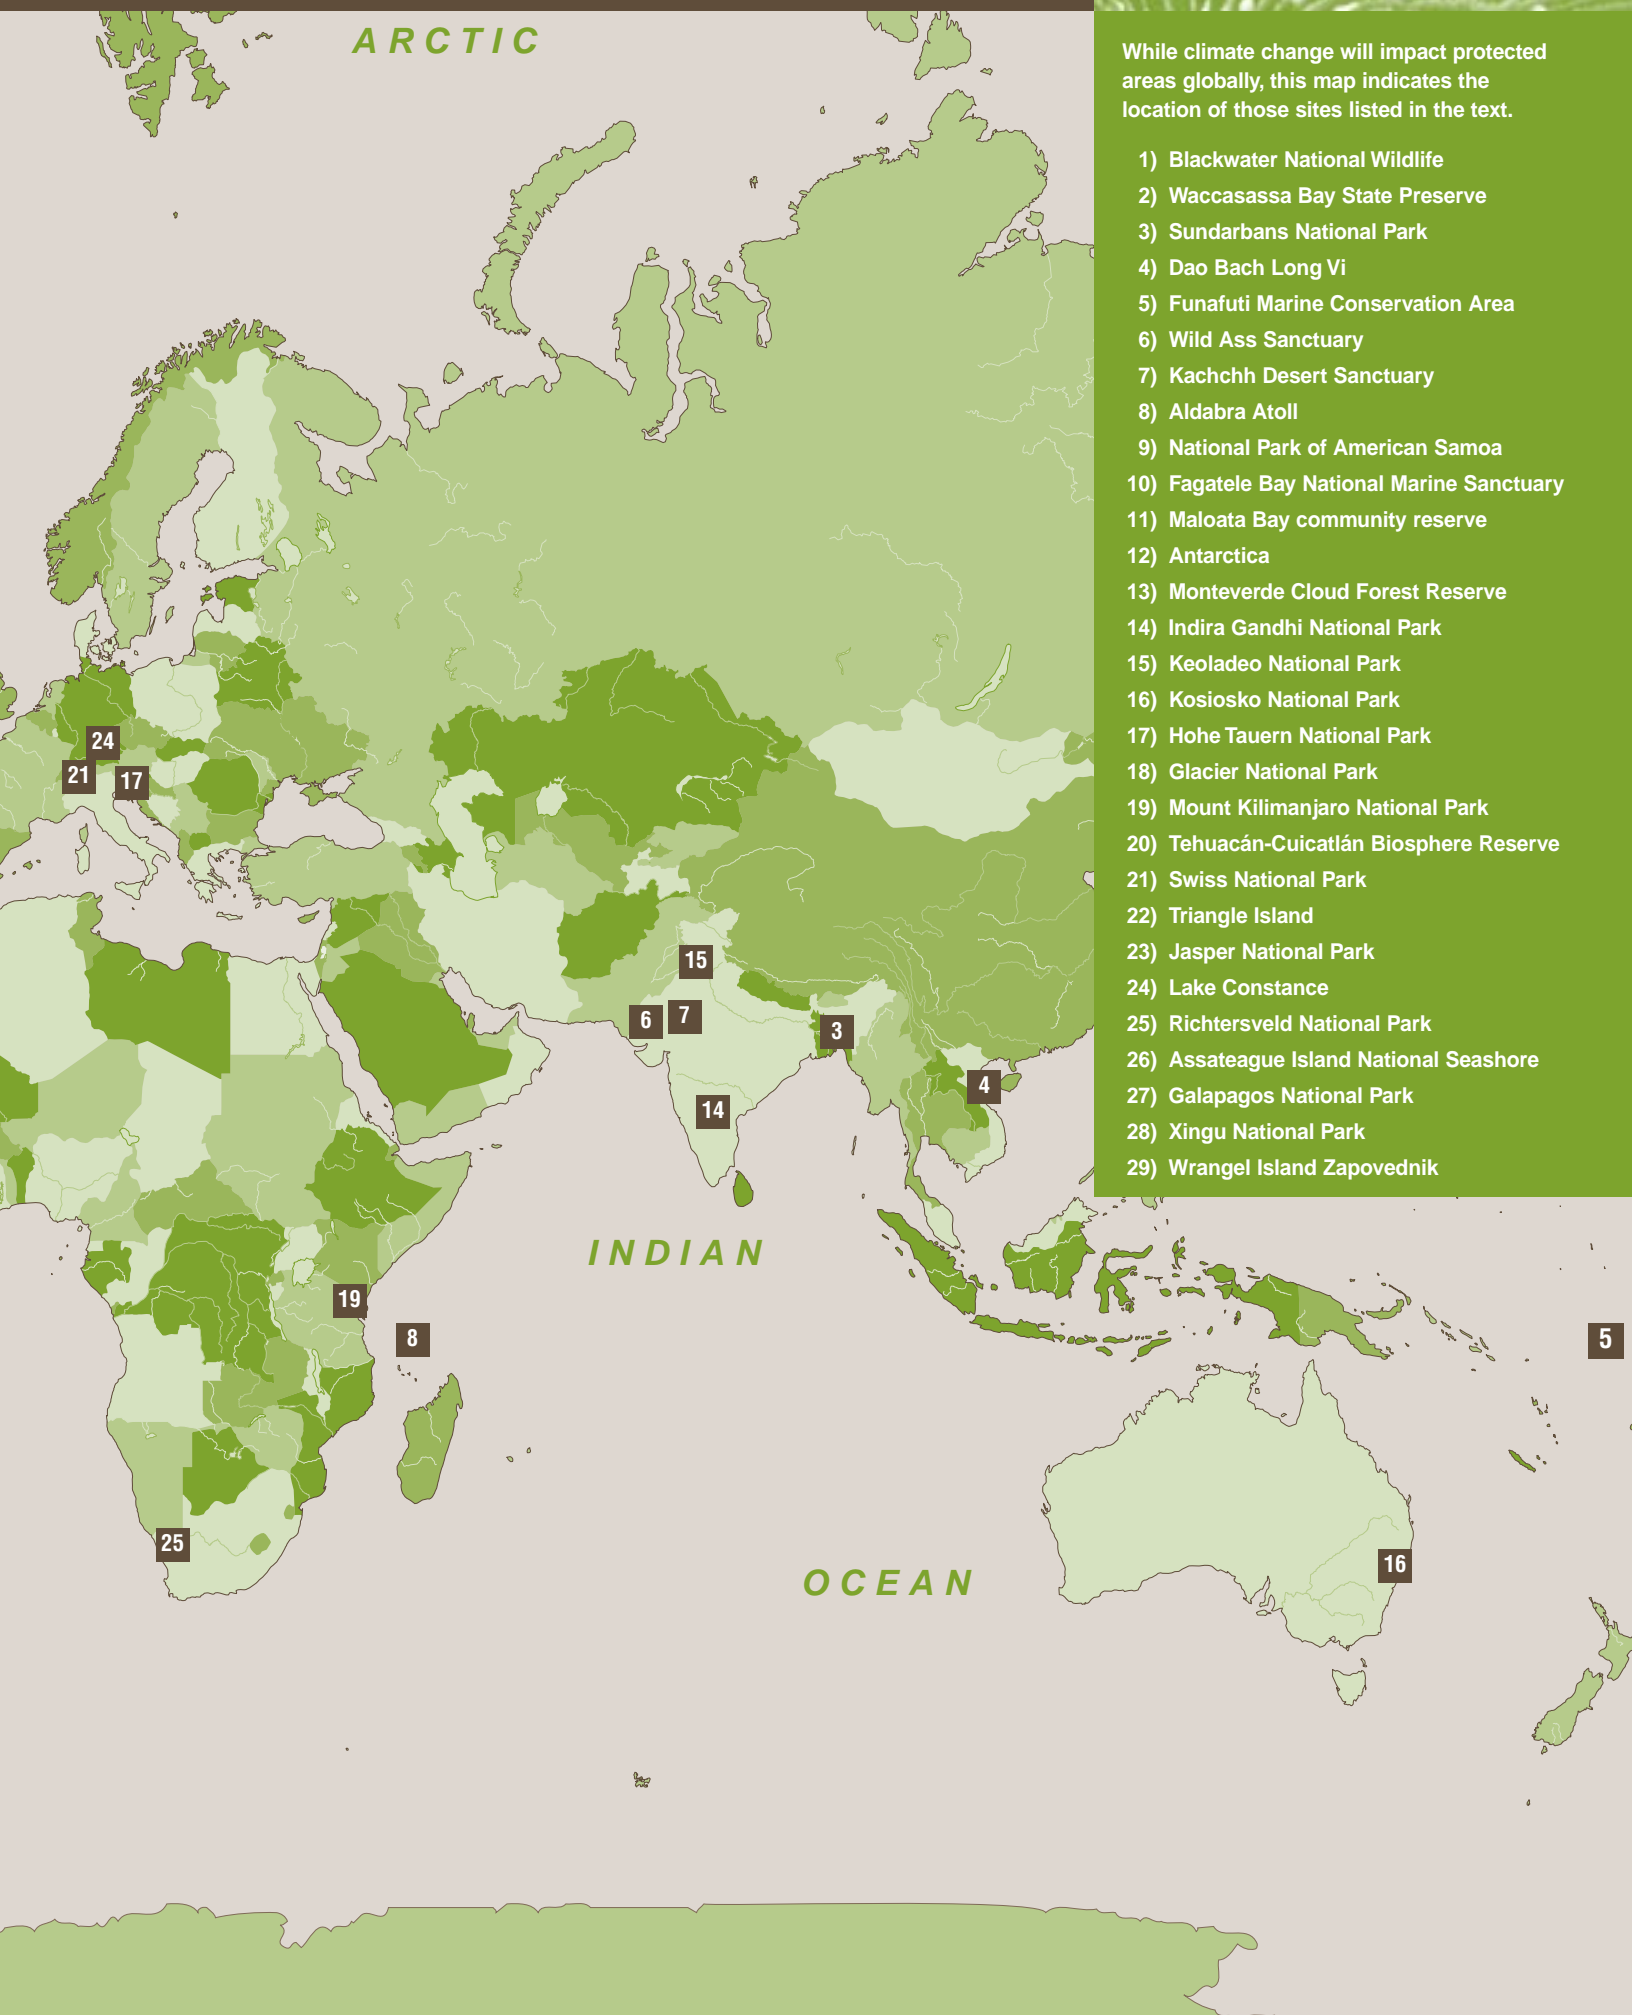 ARCTIC
While climate change will impact protected
areas globally, this map indicates the
location of those sites listed in the text.
1) Blackwater National Wildlife
2) Waccasassa Bay State Preserve
3) Sundarbans National Park
4) Dao Bach Long Vi
5) Funafuti Marine Conservation Area
6) Wild Ass Sanctuary
7) Kachchh Desert Sanctuary
8) Aldabra Atoll
9) National Park of American Samoa
10) Fagatele Bay National Marine Sanctuary
11) Maloata Bay community reserve
12) Antarctica
13) Monteverde Cloud Forest Reserve
14) Indira Gandhi National Park
15) Keoladeo National Park
16) Kosiosko National Park
17) Hohe Tauern National Park
18) Glacier National Park
19) Mount Kilimanjaro National Park
20) Tehuacán-Cuicatlán Biosphere Reserve
21) Swiss National Park
22) Triangle Island
23) Jasper National Park
24) Lake Constance
25) Richtersveld National Park
26) Assateague Island National Seashore
27) Galapagos National Park
28) Xingu National Park
29) Wrangel Island Zapovednik
24
21
17
15
6
7
3
4
14
INDIAN
19
8
5
25
16
OCEAN